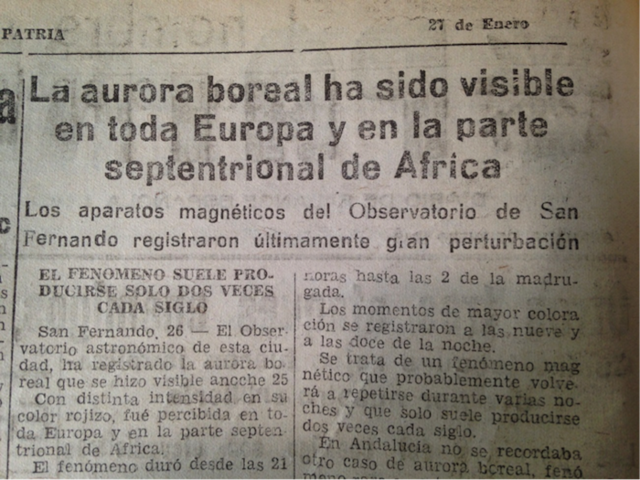 PATRIA
27 de Enero
a
La aurora boreal ha sido visible
en toda Europa y en la parte
septentrional de Africa
Los aparatos magnéticos del Observatorio de San
Fernando registraron últimamente gran perturbación
EL FENOMENO SUELE PRO-
DUCIRSE SOLO DOS VECES
CADA SIGLO
San Fernando, 26 — El Obser-
vatorio astronómico de esta ciu-
dad, ha registrado la aurora bo
real que se hizo visible anoche 25
Con distinta intensidad en su
color rojizo, fué percibida en to-
da Europa y en la parte septen-
trional de Africa.
El fenómeno duró desde las 21
horas hasta las 2 de la madru-
gada.
Los momentos de mayor colora
ción se registraron a las nueve y
a las doce de la noche.
Se trata de un fenómeno mag
nético que probablemente volve-
rá a repetirse durante varias no-
ches y que solo suele producirse
dos veces cada siglo.
En Andalucía no se recordaba
otro caso de aurora boreal, fenó